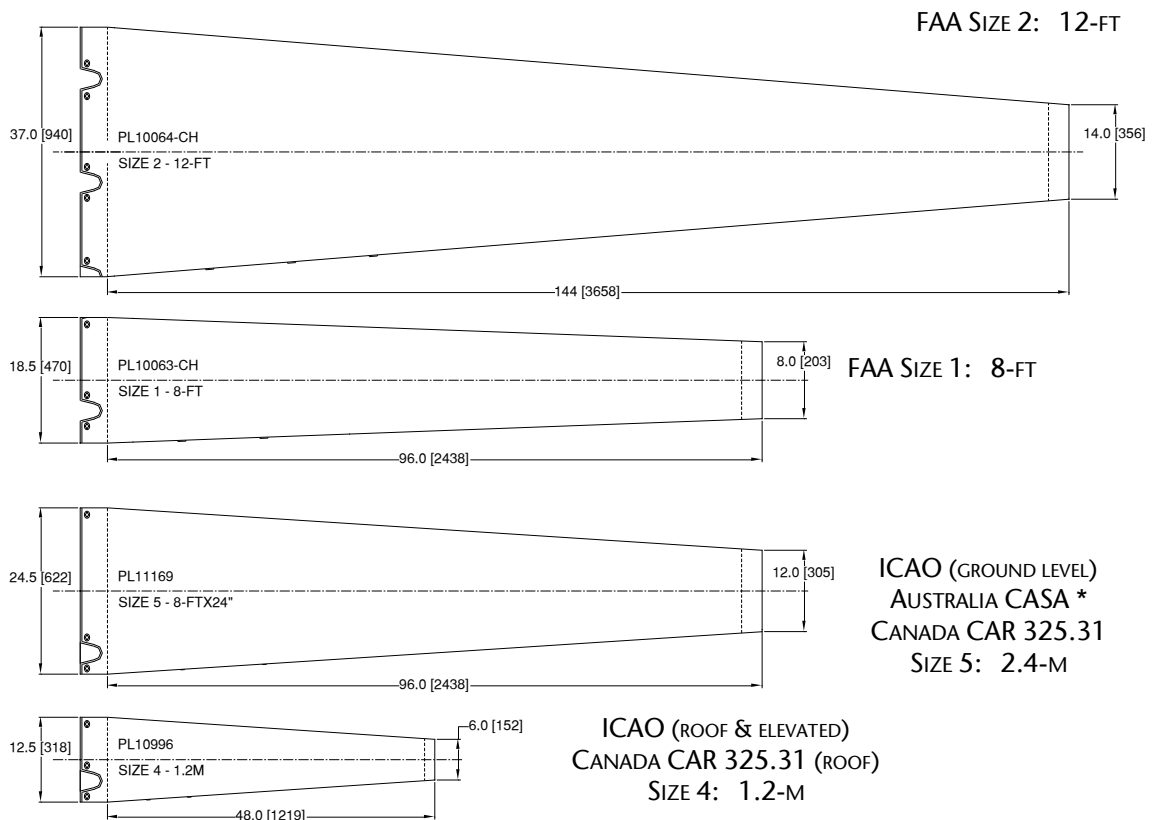 FAA SIZE 2: 12-FT
37.0 [940]
PL10064-CH
SIZE 2 - 12-FT
14.0 [356]
144 [3658]
18.5 [470]
PL10063-CH
SIZE 1 - 8-FT
8.0 [203]
FAA SIZE 1: 8-FT
96.0 [2438]
24.5 [622]
PL11169
SIZE 5 - 8-FTX24"
12.0 [305]
ICAO (GROUND LEVEL)
AUSTRALIA CASA *
CANADA CAR 325.31
SIZE 5: 2.4-M
96.0 [2438]
12.5 [318]
PL10996
SIZE 4 - 1.2M
6.0 [152]
ICAO (ROOF & ELEVATED)
CANADA CAR 325.31 (ROOF)
SIZE 4: 1.2-M
48.0 [1219]